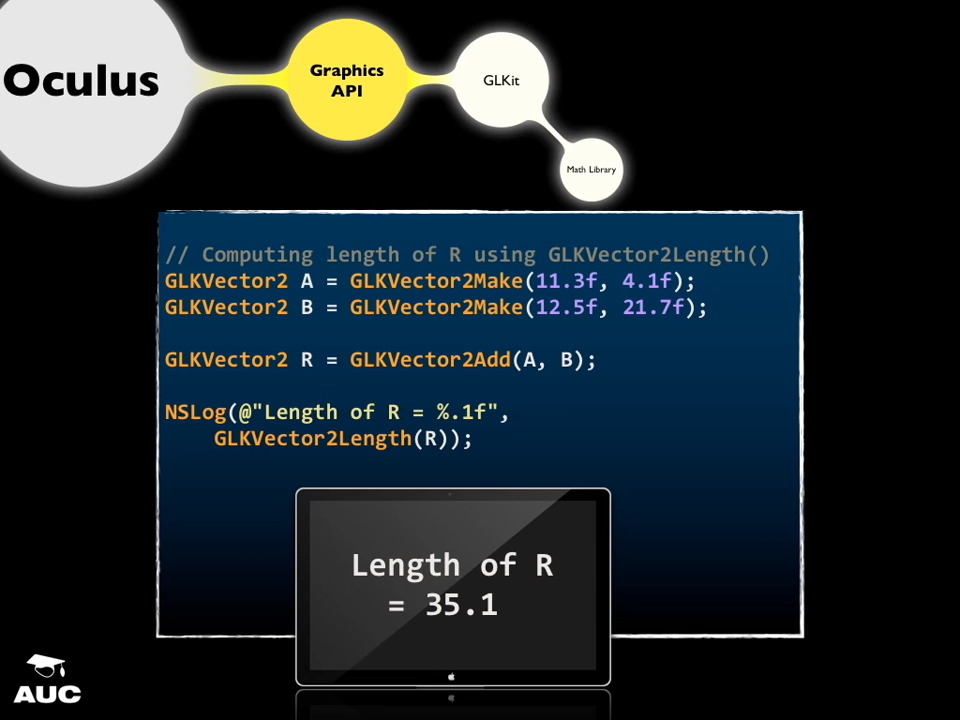 Oculus
Graphics
API
GLKit
Math Library
// Computing length of R using GLKVector2Length()
GLKVector2 A = GLKVector2Make(11.3f, 4.1f);
GLKVector2 B = GLKVector2Make(12.5f, 21.7f);
GLKVector2 R = GLKVector2Add(A, B);
NSLog(@"Length of R = %.1f",
GLKVector2Length(R));
Length of R
= 35.1
AUC